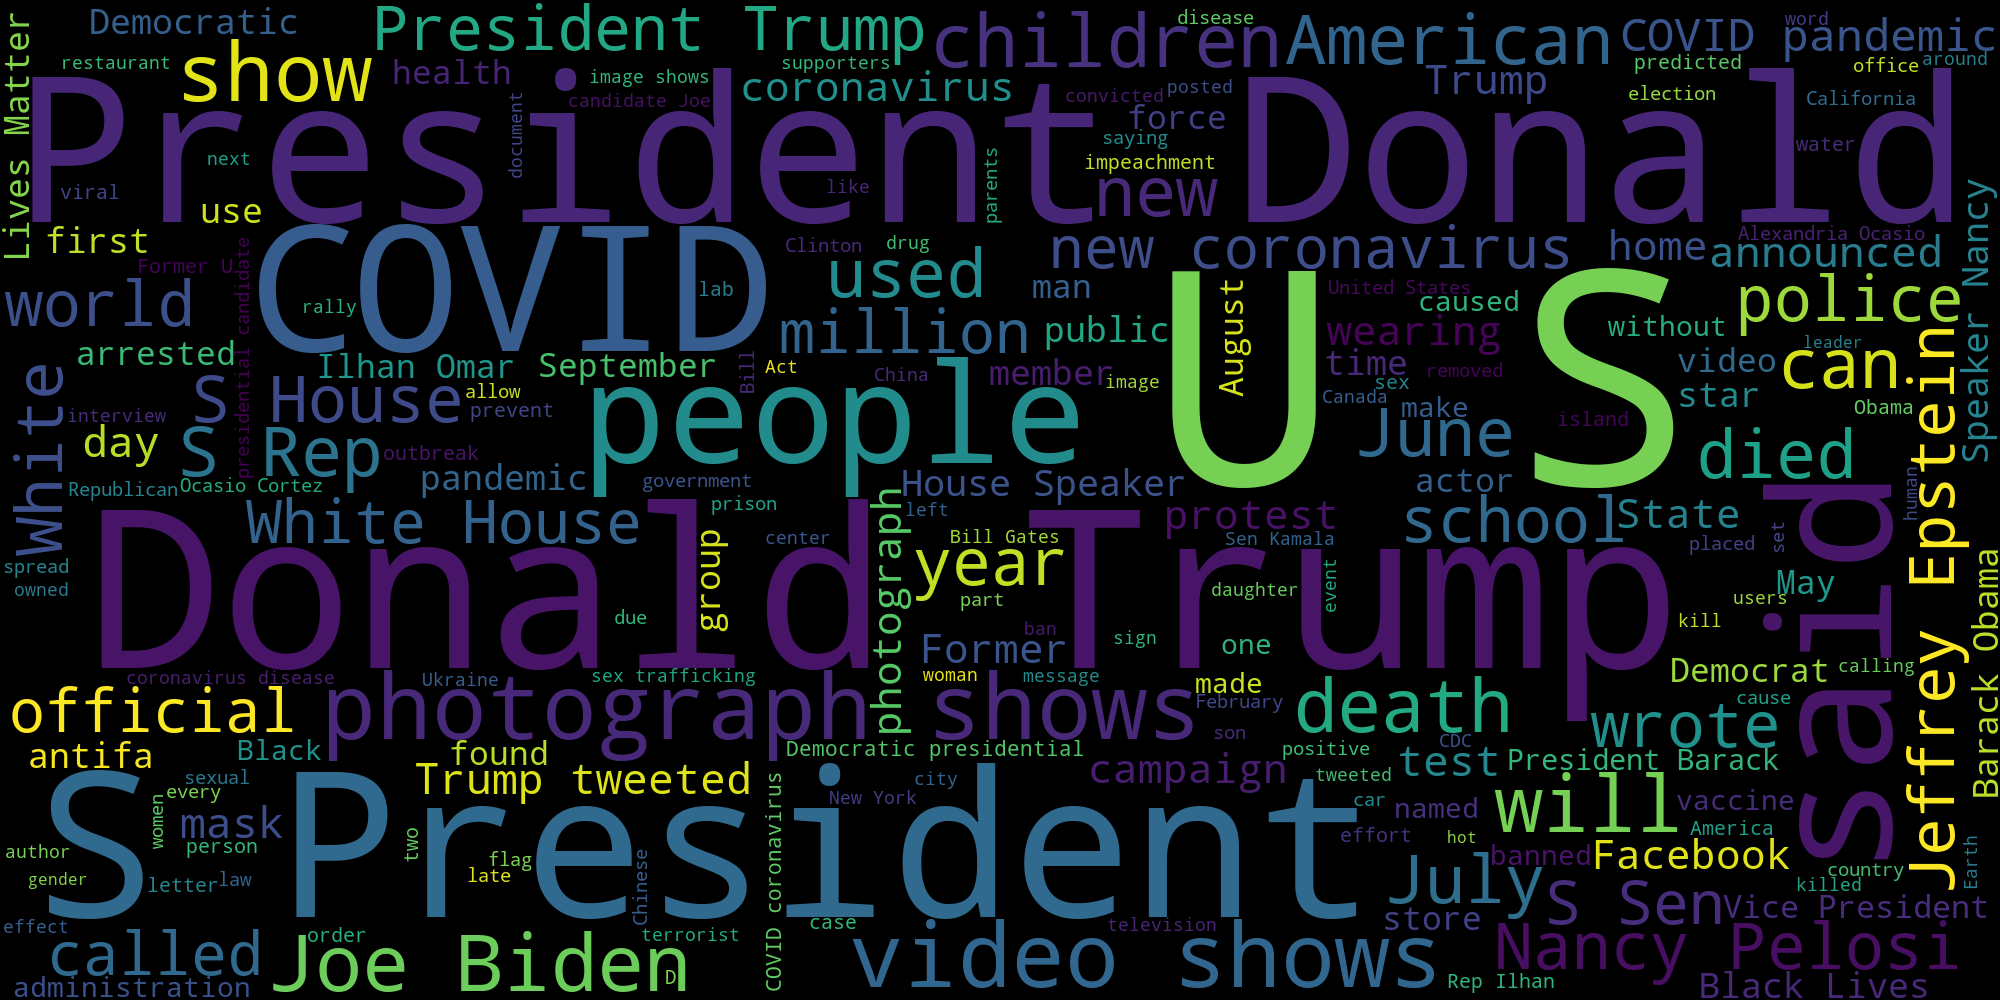 Democratic
President Trump
children
disease
American
word
COVID pandemic
Lives Matter
restaurant
show
health
image shows
supporters
coronavirus
Trump
predicted
office
around
President
Donald
document
candidate Joe
convicted
posted
force
election
California
next
saying
impeachment
water
viral
like
parents
new
use
first
Former U
presidential candidate
COVID
Clinton
drug
new coronavirus
home
Alexandria Ocasio
announced
Speaker Nancy
world
rally
lab
used
man
August
United States
caused
police
U S
million
public
wearing
without
arrested
Ilhan Omar
September
Bill
Act
China
member
image
time
sex
removed
video
leader
can
White
interview
S House
allow
prevent
people
Canada
make
June
island
star
Obama
Jeffrey Epstein
day
S Rep
outbreak
died
Republican
Ocasio Cortez
pandemic
government
House Speaker
actor
human
said
White House
prison
photograph
left
protest
school
State
Donald Trump
group
center
Bill Gates
Sen Kamala
placed
set
spread
owned
year
part
daughter
event
May
users
Barack Obama
due
ban
Former
sign
one
kill
coronavirus disease
Ukraine
sex trafficking
woman
message
made
February
Democrat
calling
official
photograph shows
death
cause
wrote
antifa
Black
found
Democratic presidential
son
positive
CDC
test
President Barack
sexual
every
women
Trump tweeted
COVID coronavirus
New York
city
campaign
tweeted
car
named
will
vaccine
mask
person
two
S President
effort
hot
America
author
gender
letter
law
flag
late
Chinese
banned
Facebook
country
killed
Earth
July
effect
case
television
store
S Sen
Vice President
called
order
Joe Biden
terrorist
D
video shows
Nancy Pelosi
administration
Rep Ilhan
Black Lives